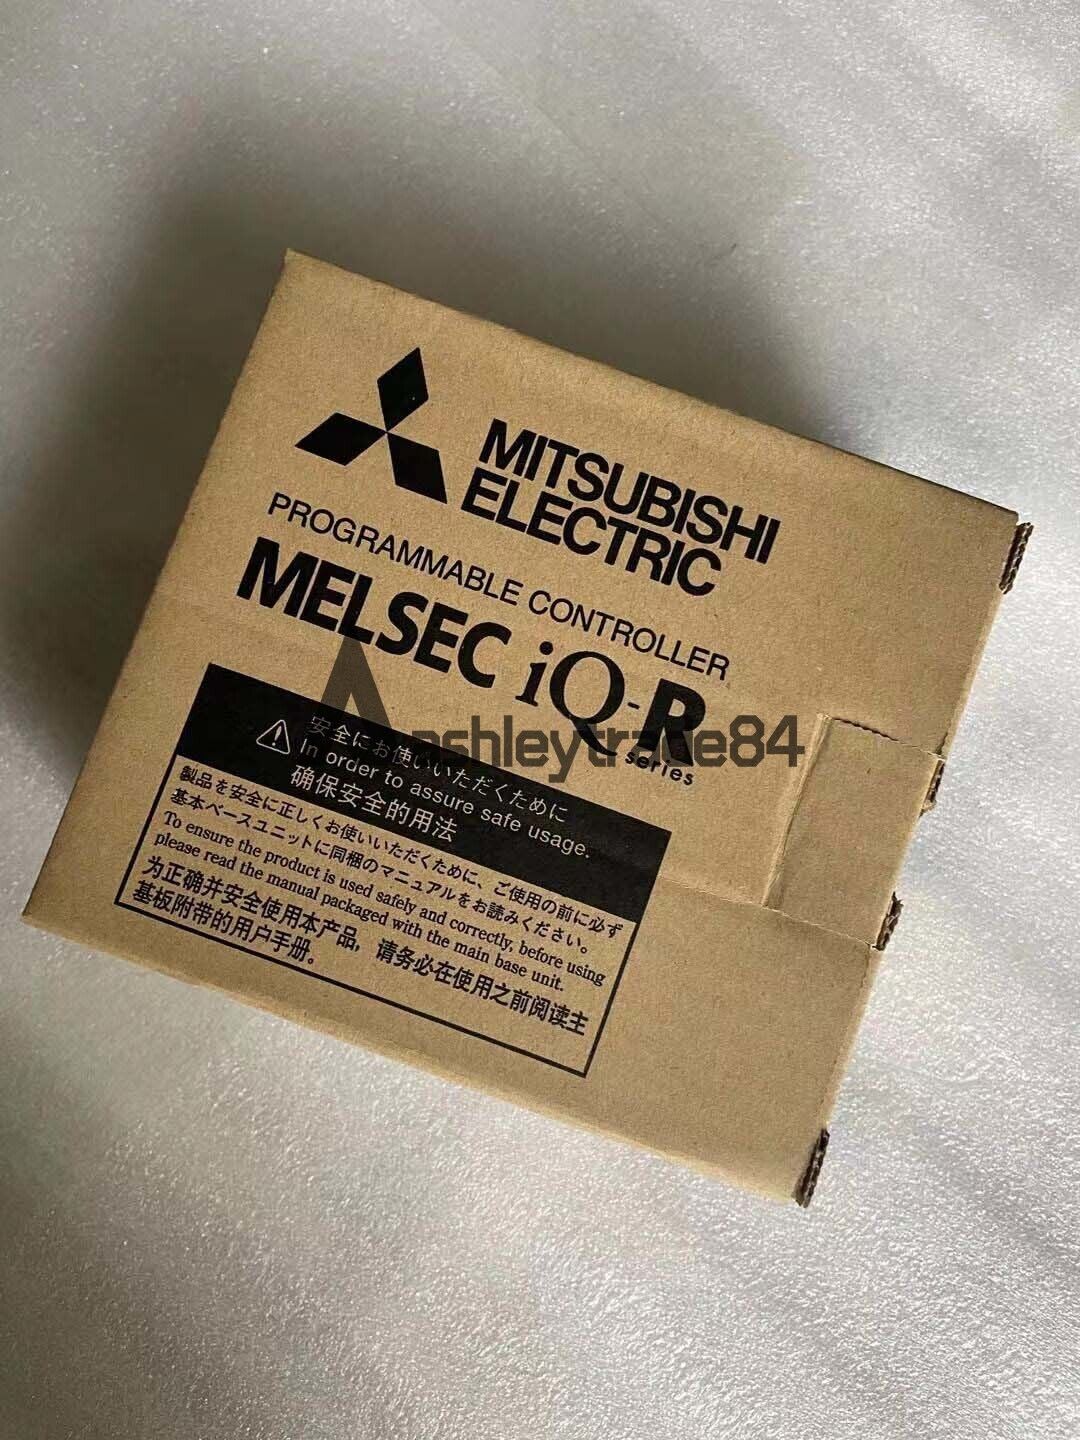 MITSUBISHI
ELECTRIC
PROGRAMMABLE CONTROLLER
MELSEC iQ-R
series
Ashleytrade84
安全にお使いいただくために
In order to assure safe usage.
确保安全的用法
製品を安全に正しくお使いいただくために、ご使用の前に必ず
基本ベースユニットに同梱のマニュアルをお読みください。
To ensure the product is used safely and correctly, before using
please read the manual packaged with the main base unit.
为正确并安全使用本产品，请务必在使用之前阅读主
基板附带的用户手册。